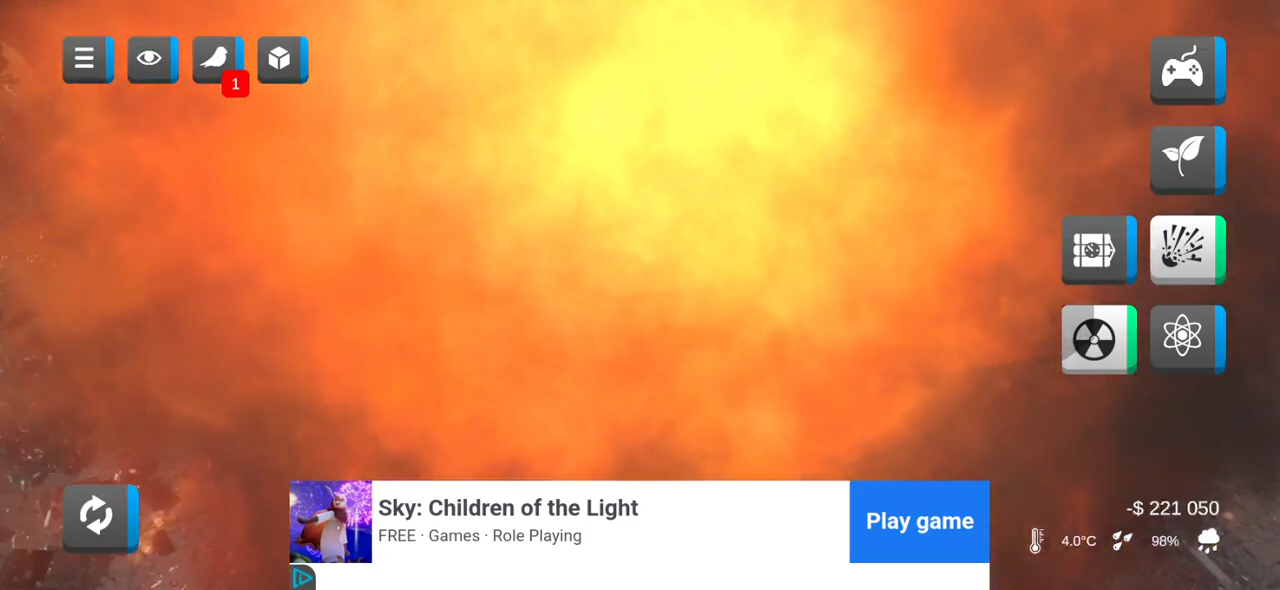 1
Sky: Children of the Light
FREE · Games · Role Playing
Play game
-$ 221 050
4.0°C
98%